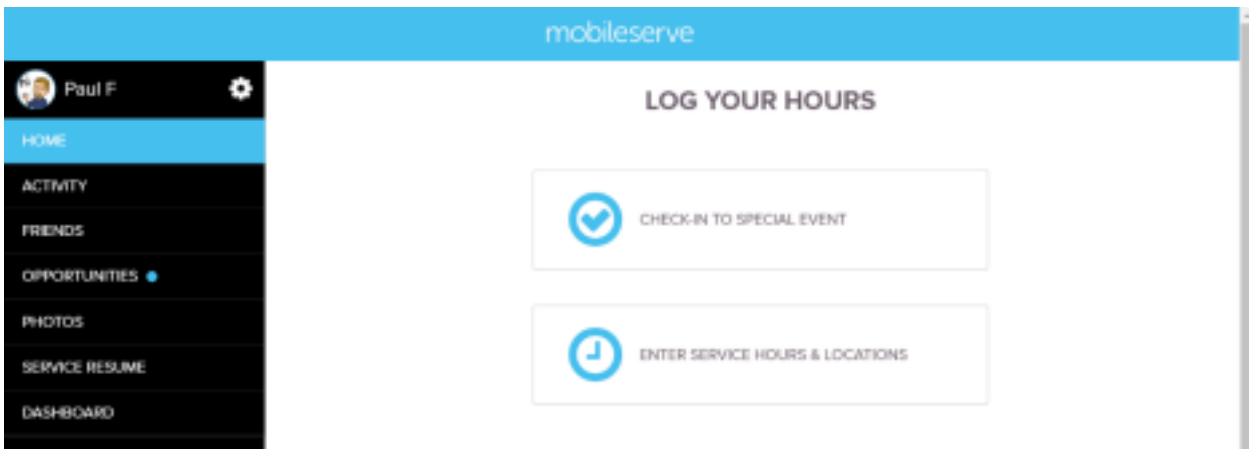 mobileserve
Paul F
LOG YOUR HOURS
HOME
ACTIVITY
FRIENDS
OPPORTUNITIES
PHOTOS
SERVICE RESUME
DASHBOARD
CHECK-IN TO SPECIAL EVENT
ENTER SERVICE HOURS & LOCATIONS